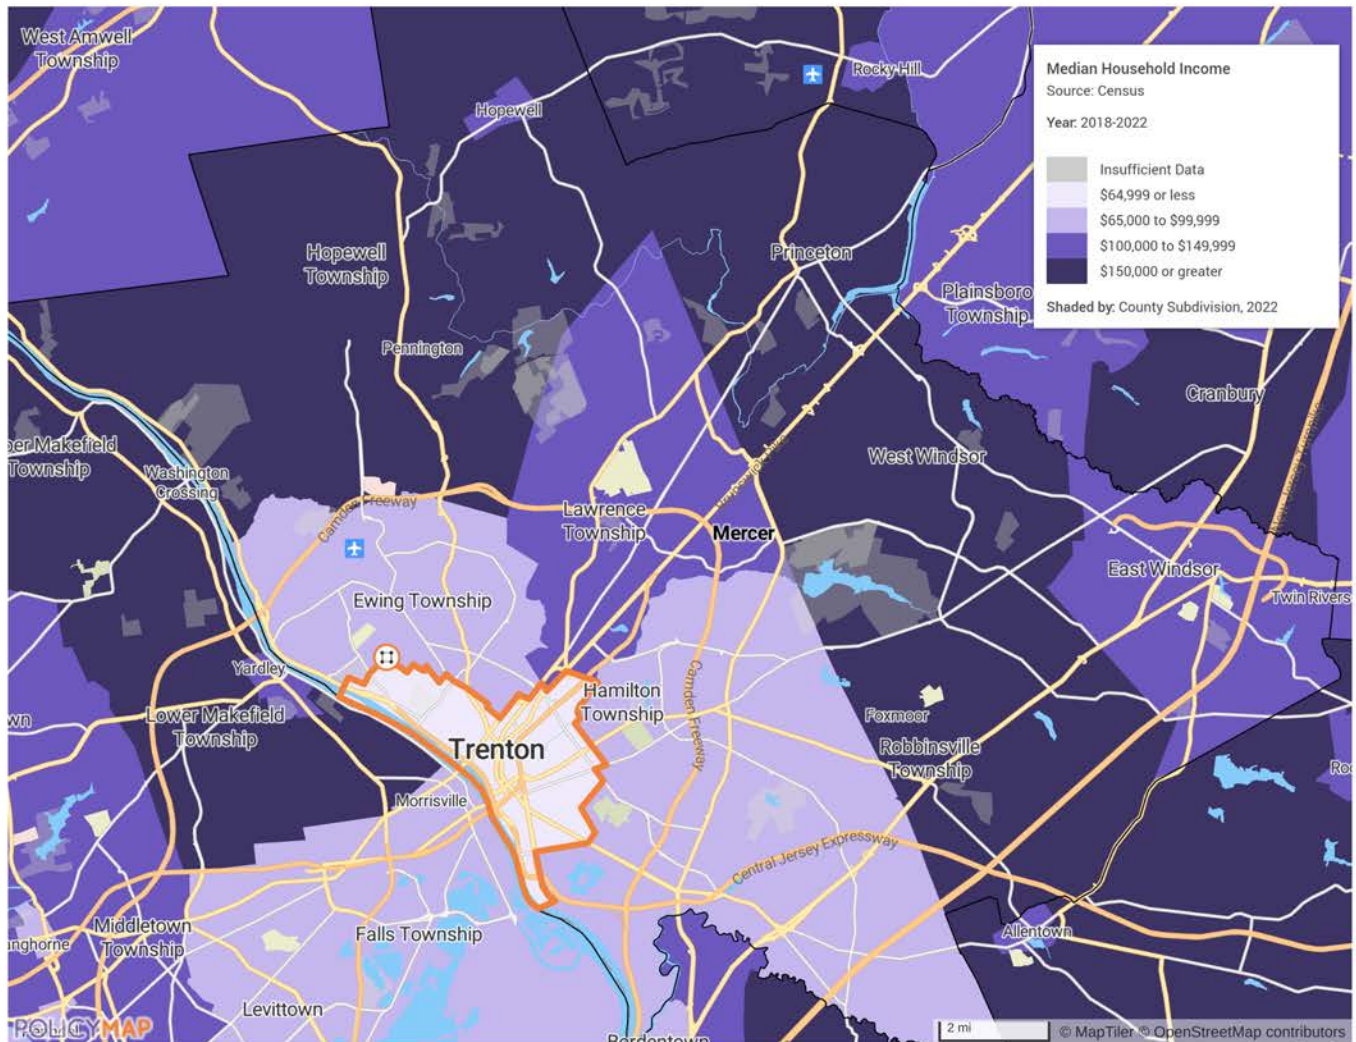 West Amwell
Township
Rocky Hill
Hopewell
Median Household Income
Source: Census
Year: 2018-2022
Insufficient Data
$64,999 or less
$65,000 to $99,999
$100,000 to $149,999
$150,000 or greater
Shaded by: County Subdivision, 2022
Hopewell
Township
Princeton
Plainsboro
Township
Pennington
Cranbury
per Makefield
Township
Washington
Crossing
West Windsor
Camden Freeway
Lawrence
Township
Mercer
East Windsor
Twin Rivers
Ewing Township
Yardley
Hamilton
Township
Camden Freeway
wn
Lower Makefield
Township
Foxmoor
Robbinsville
Township
Trenton
Morrisville
Central Jersey Expressway
Middletown
Township
anghorne
Falls Township
Allentown
Levittown
POLICYMAP
2 mi
© MapTiler © OpenStreetMap contributors
Bordentown